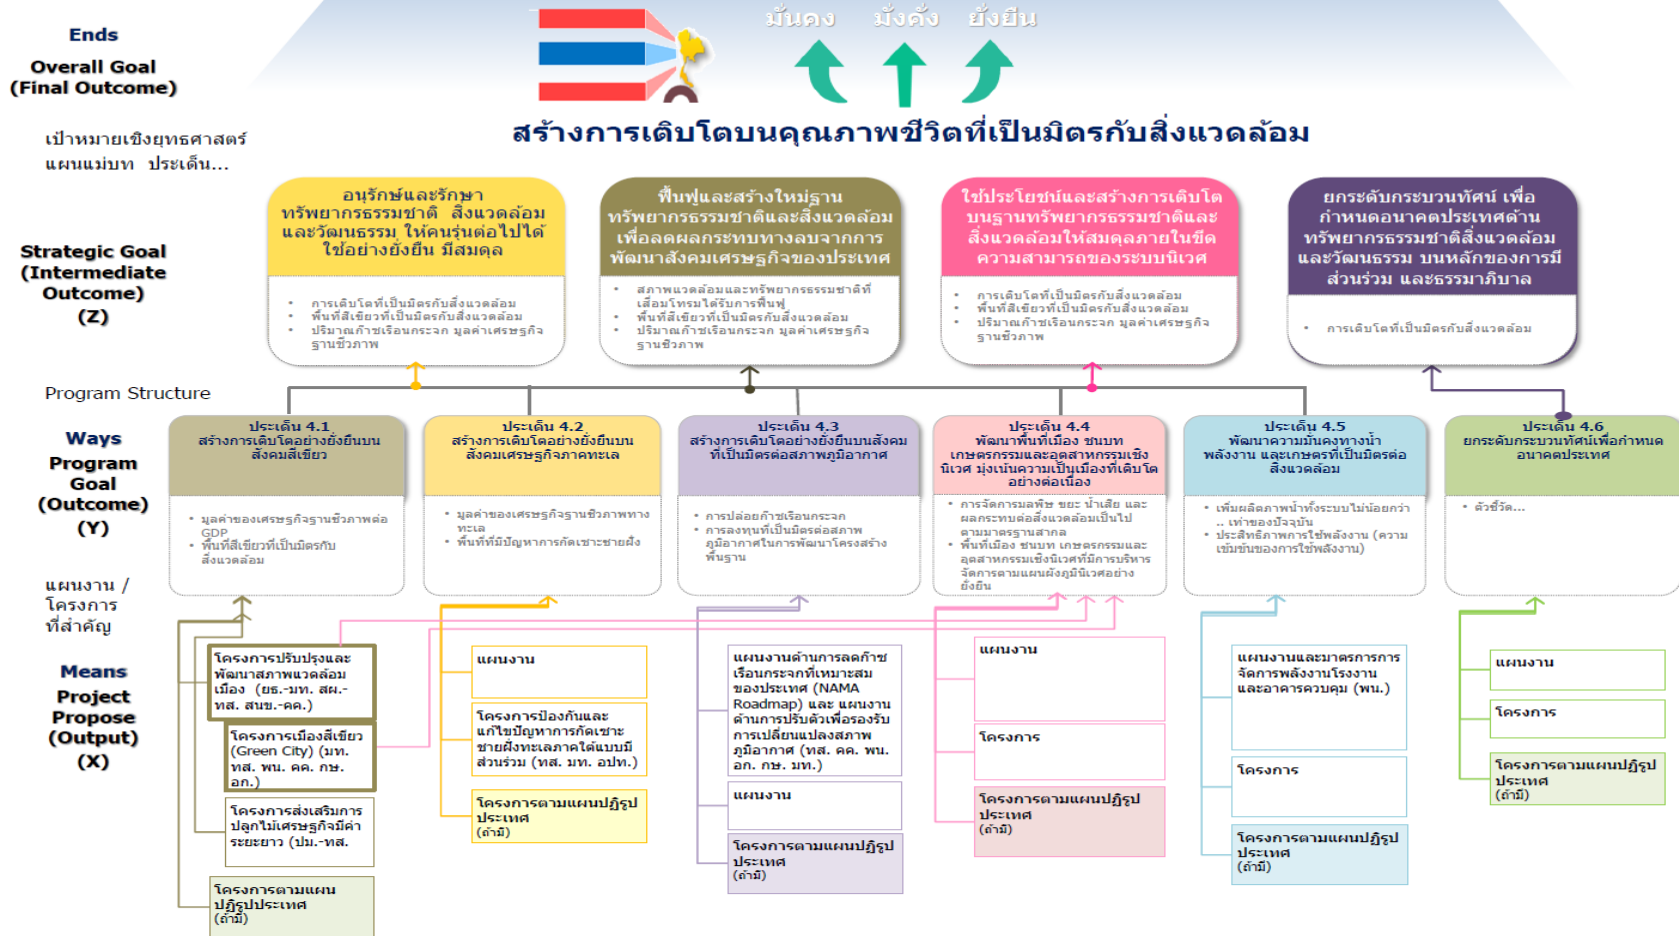 มั่นคง มั่งคั่ง ยั่งยืน
Ends
Overall Goal
(Final Outcome)
เป้าหมายเชิงยุทธศาสตร์
แผนแม่บท ประเด็น...
สร้างการเติบโตบนคุณภาพชีวิตที่เป็นมิตรกับสิ่งแวดล้อม
Strategic Goal
(Intermediate
Outcome)
(Z)
อนุรักษ์และรักษา
ทรัพยากรธรรมชาติ สิ่งแวดล้อม
และวัฒนธรรม ให้คนรุ่นต่อไปได้
ใช้อย่างยั่งยืน มีสมดุล
• การเติบโตที่เป็นมิตรกับสิ่งแวดล้อม
• พื้นที่สีเขียวที่เป็นมิตรกับสิ่งแวดล้อม
• ปริมาณก๊าซเรือนกระจก มูลค่าเศรษฐกิจ
ฐานชีวภาพ
ฟื้นฟูและสร้างใหม่ฐาน
ทรัพยากรธรรมชาติและสิ่งแวดล้อม
เพื่อลดผลกระทบทางลบจากการ
พัฒนาสังคมเศรษฐกิจของประเทศ
• สภาพแวดล้อมและทรัพยากรธรรมชาติที่
เสื่อมโทรมได้รับการฟื้นฟู
• พื้นที่สีเขียวที่เป็นมิตรกับสิ่งแวดล้อม
• ปริมาณก๊าซเรือนกระจก มูลค่าเศรษฐกิจ
ฐานชีวภาพ
ใช้ประโยชน์และสร้างการเติบโต
บนฐานทรัพยากรธรรมชาติและ
สิ่งแวดล้อมให้สมดุลภายในขีด
ความสามารถของระบบนิเวศ
• การเติบโตที่เป็นมิตรกับสิ่งแวดล้อม
• พื้นที่สีเขียวที่เป็นมิตรกับสิ่งแวดล้อม
• ปริมาณก๊าซเรือนกระจก มูลค่าเศรษฐกิจ
ฐานชีวภาพ
ยกระดับกระบวนทัศน์ เพื่อ
กำหนดอนาคตประเทศด้าน
ทรัพยากรธรรมชาติสิ่งแวดล้อม
และวัฒนธรรม บนหลักของการมี
ส่วนร่วม และธรรมาภิบาล
• การเติบโตที่เป็นมิตรกับสิ่งแวดล้อม
Program Structure
Ways
Program
Goal
(Outcome)
(Y)
ประเด็น 4.1
สร้างการเติบโตอย่างยั่งยืนบน
สังคมสีเขียว
• มูลค่าของเศรษฐกิจฐานชีวภาพต่อ
GDP
• พื้นที่สีเขียวที่เป็นมิตรกับ
สิ่งแวดล้อม
ประเด็น 4.2
สร้างการเติบโตอย่างยั่งยืนบน
สังคมเศรษฐกิจภาคทะเล
• มูลค่าของเศรษฐกิจฐานชีวภาพทาง
ทะเล
• พื้นที่ที่มีปัญหาการกัดเซาะชายฝั่ง
ประเด็น 4.3
สร้างการเติบโตอย่างยั่งยืนบนสังคม
ที่เป็นมิตรต่อสภาพภูมิอากาศ
• การปล่อยก๊าซเรือนกระจก
• การลงทุนที่เป็นมิตรต่อสภาพ
ภูมิอากาศในการพัฒนาโครงสร้าง
พื้นฐาน
ประเด็น 4.4
พัฒนาพื้นที่เมือง ชนบท
เกษตรกรรมและอุตสาหกรรมเชิง
นิเวศ มุ่งเน้นความเป็นเมืองที่เติบโต
อย่างต่อเนื่อง
• การจัดการมลพิษ ขยะ น้ำเสีย และ
ผลกระทบต่อสิ่งแวดล้อมเป็นไป
ตามมาตรฐานสากล
• พื้นที่เมือง ชนบท เกษตรกรรมและ
อุตสาหกรรมเชิงนิเวศที่มีการบริหาร
จัดการตามแผนผังภูมินิเวศอย่าง
ยั่งยืน
ประเด็น 4.5
พัฒนาความมั่นคงทางน้ำ
พลังงาน และเกษตรที่เป็นมิตรต่อ
สิ่งแวดล้อม
• เพิ่มผลิตภาพน้ำทั้งระบบไม่น้อยกว่า
.. เท่าของปัจจุบัน
• ประสิทธิภาพการใช้พลังงาน (ความ
เข้มข้นของการใช้พลังงาน)
ประเด็น 4.6
ยกระดับกระบวนทัศน์เพื่อกำหนด
อนาคตประเทศ
• ตัวชี้วัด...
แผนงาน /
โครงการ
ที่สำคัญ
Means
Project
Propose
(Output)
(X)
โครงการปรับปรุงและ
พัฒนาสภาพแวดล้อม
เมือง (ยธ.-มท. สผ.-
ทส. สนข.-คค.)
โครงการเมืองสีเขียว
(Green City) (มท.
ทส. พน. คค. กษ.
อก.)
โครงการส่งเสริมการ
ปลูกไม้เศรษฐกิจมีค่า
ระยะยาว (ปม.-ทส.
โครงการตามแผน
ปฏิรูปประเทศ
(ถ้ามี)
แผนงาน
โครงการป้องกันและ
แก้ไขปัญหาการกัดเซาะ
ชายฝั่งทะเลภาคใต้แบบมี
ส่วนร่วม (ทส. มท. อปท.)
โครงการตามแผนปฏิรูป
ประเทศ
(ถ้ามี)
แผนงานด้านการลดก๊าซ
เรือนกระจกที่เหมาะสม
ของประเทศ (NAMA
Roadmap) และ แผนงาน
ด้านการปรับตัวเพื่อรองรับ
การเปลี่ยนแปลงสภาพ
ภูมิอากาศ (ทส. คค. พน.
อก. กษ. มท.)
แผนงาน
โครงการตามแผนปฏิรูป
ประเทศ
(ถ้ามี)
แผนงาน
โครงการ
โครงการตามแผนปฏิรูป
ประเทศ
(ถ้ามี)
แผนงานและมาตรการการ
จัดการพลังงานโรงงาน
และอาคารควบคุม (พน.)
โครงการ
โครงการตามแผนปฏิรูป
ประเทศ
(ถ้ามี)
แผนงาน
โครงการ
โครงการตามแผนปฏิรูป
ประเทศ
(ถ้ามี)